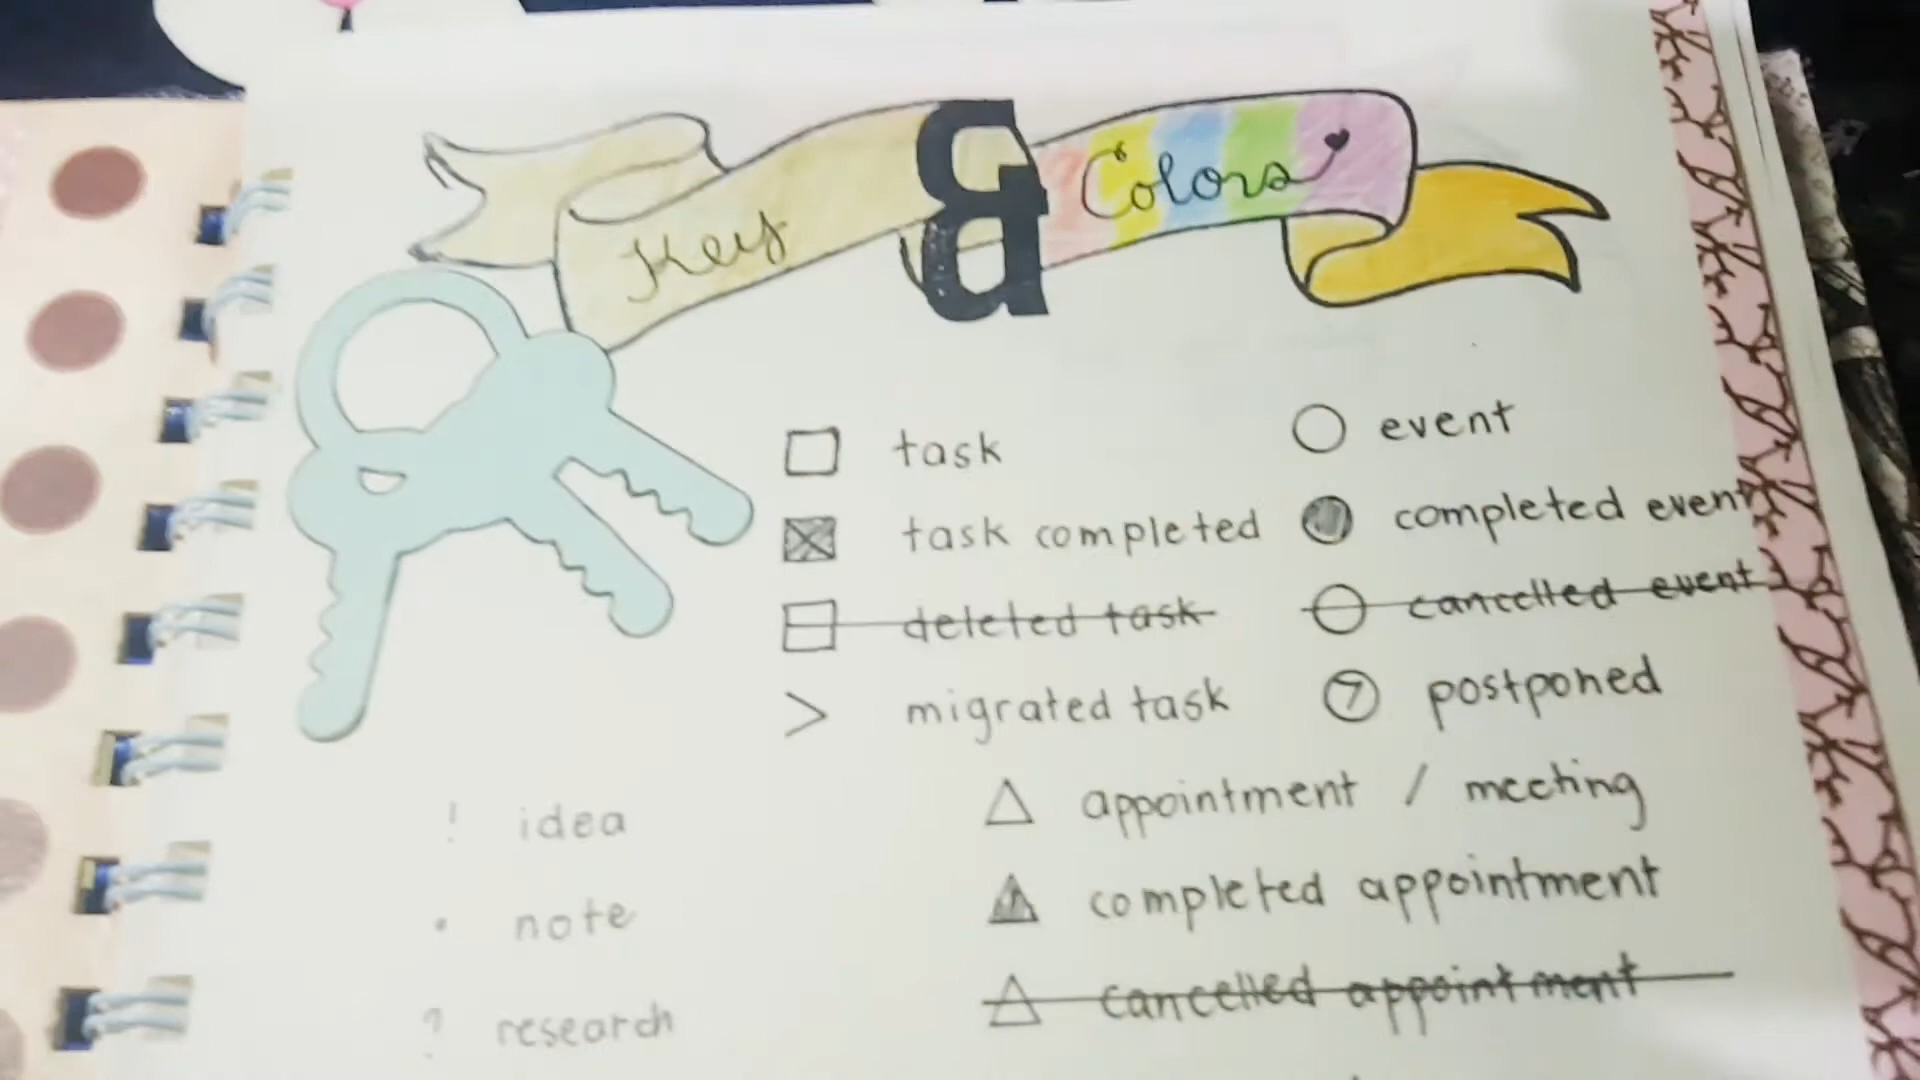 Key & Colors
task
event
task completed
completed event
deleted task
cancelled event
> migrated task
7 postponed
appointment / meeting
! idea
completed appointment
• note
cancelled appointment
? research